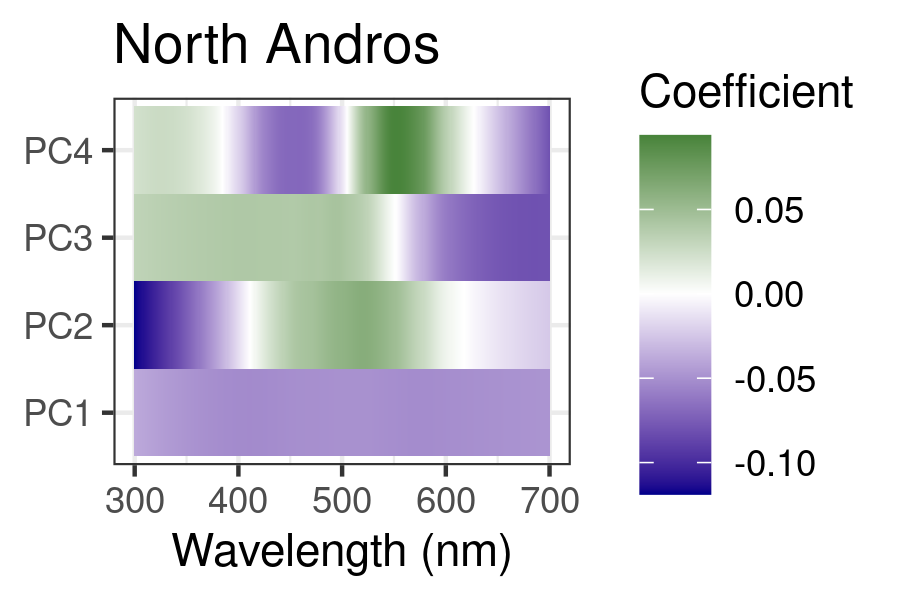 North Andros
Coefficient
PC4
PC3
PC2
PC1
0.05
0.00
-0.05
-0.10
300 400 500 600 700
Wavelength (nm)